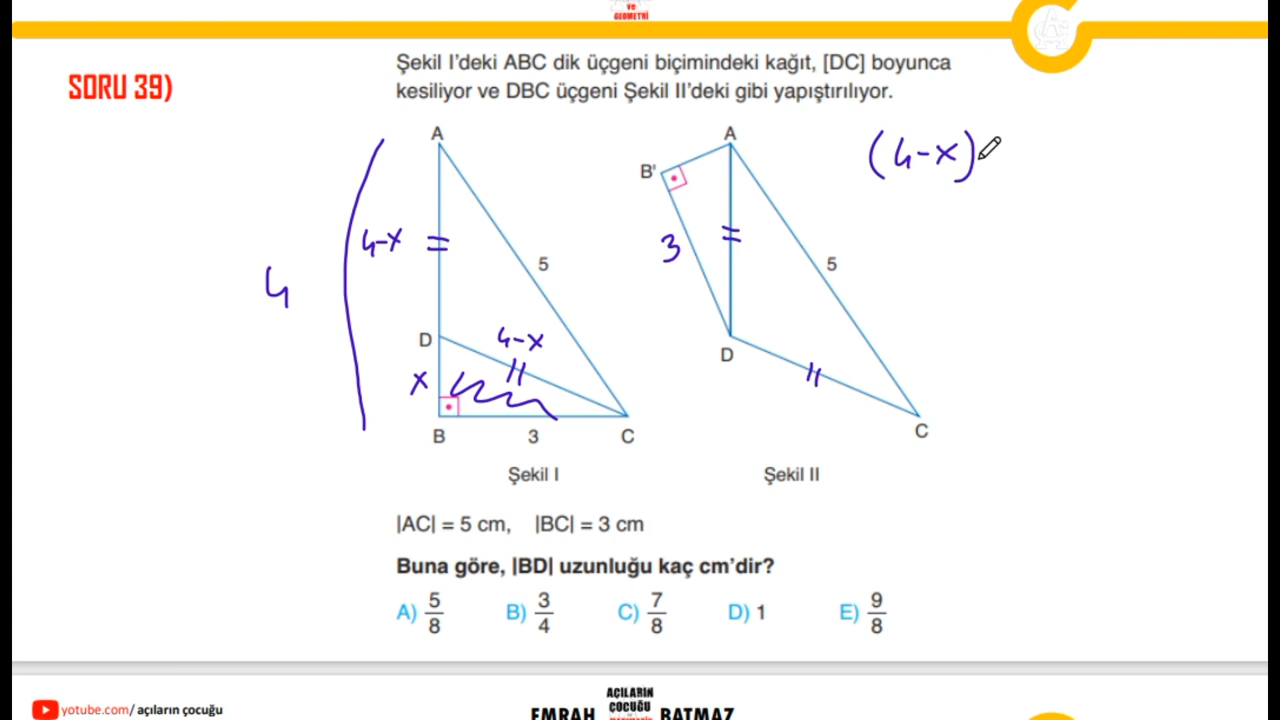 VE
GEOMETRİ
SORU 39)
Şekil I'deki ABC dik üçgeni biçimindeki kağıt, [DC] boyunca
kesiliyor ve DBC üçgeni Şekil II'deki gibi yapıştırılıyor.
A
A
(4-x)
B'
4-x
3
5
5
4
D
4-x
D
x
B
3
C
C
Şekil I
Şekil II
|AC| = 5 cm, |BC| = 3 cm
Buna göre, |BD| uzunluğu kaç cm'dir?
A) 5/8 B) 3/4 C) 7/8 D) 1 E) 9/8
yotube.com/ açıların çocuğu
AÇILARIN
ÇOCUĞU
EMRAH BATMAZ